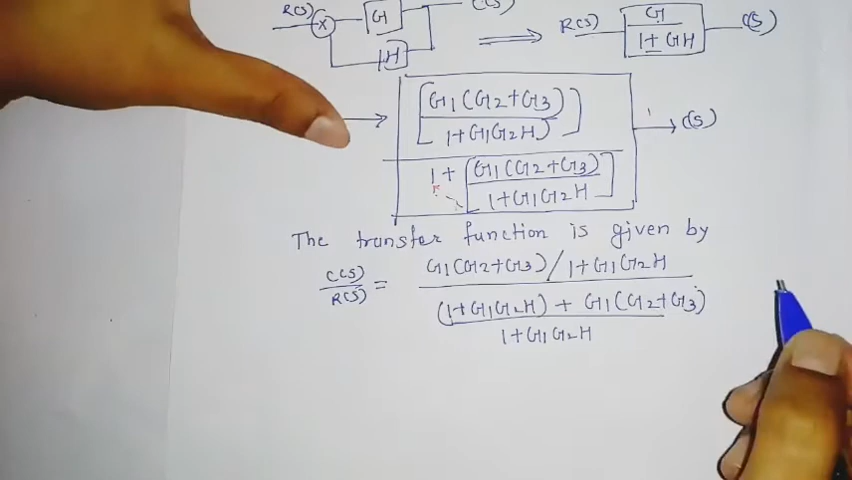 R(S) X G C(S)
H
⟹ R(S) G/1+GH C(S)
[G1(G2+G3)/1+G1G2H)]
1+[G1(G2+G3)/1+G1G2H]
C(S)
The transfer function is given by
C(S)/R(S) = G1(G2+G3)/1+G1G2H
(1+G1G2H) + G1(G2+G3)
1+G1G2H